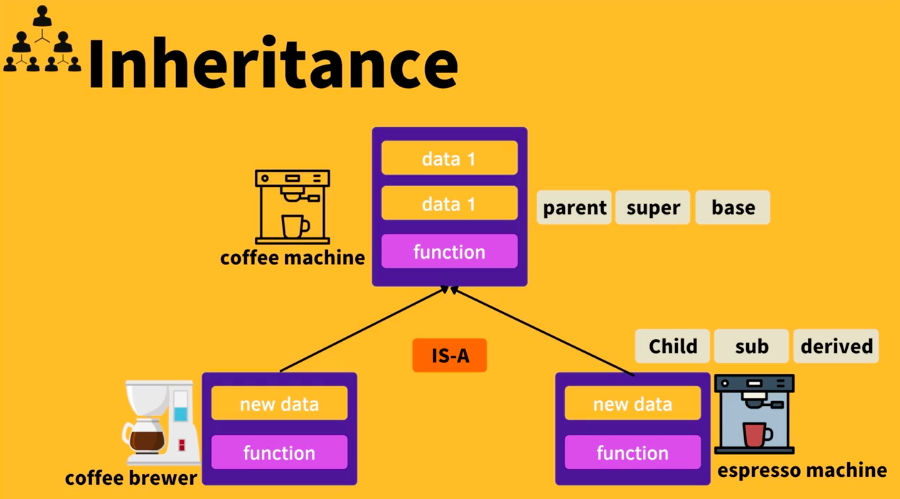 Inheritance
data 1
data 1
function
coffee machine
parent super base
IS-A
Child sub derived
new data
function
coffee brewer
new data
function
espresso machine